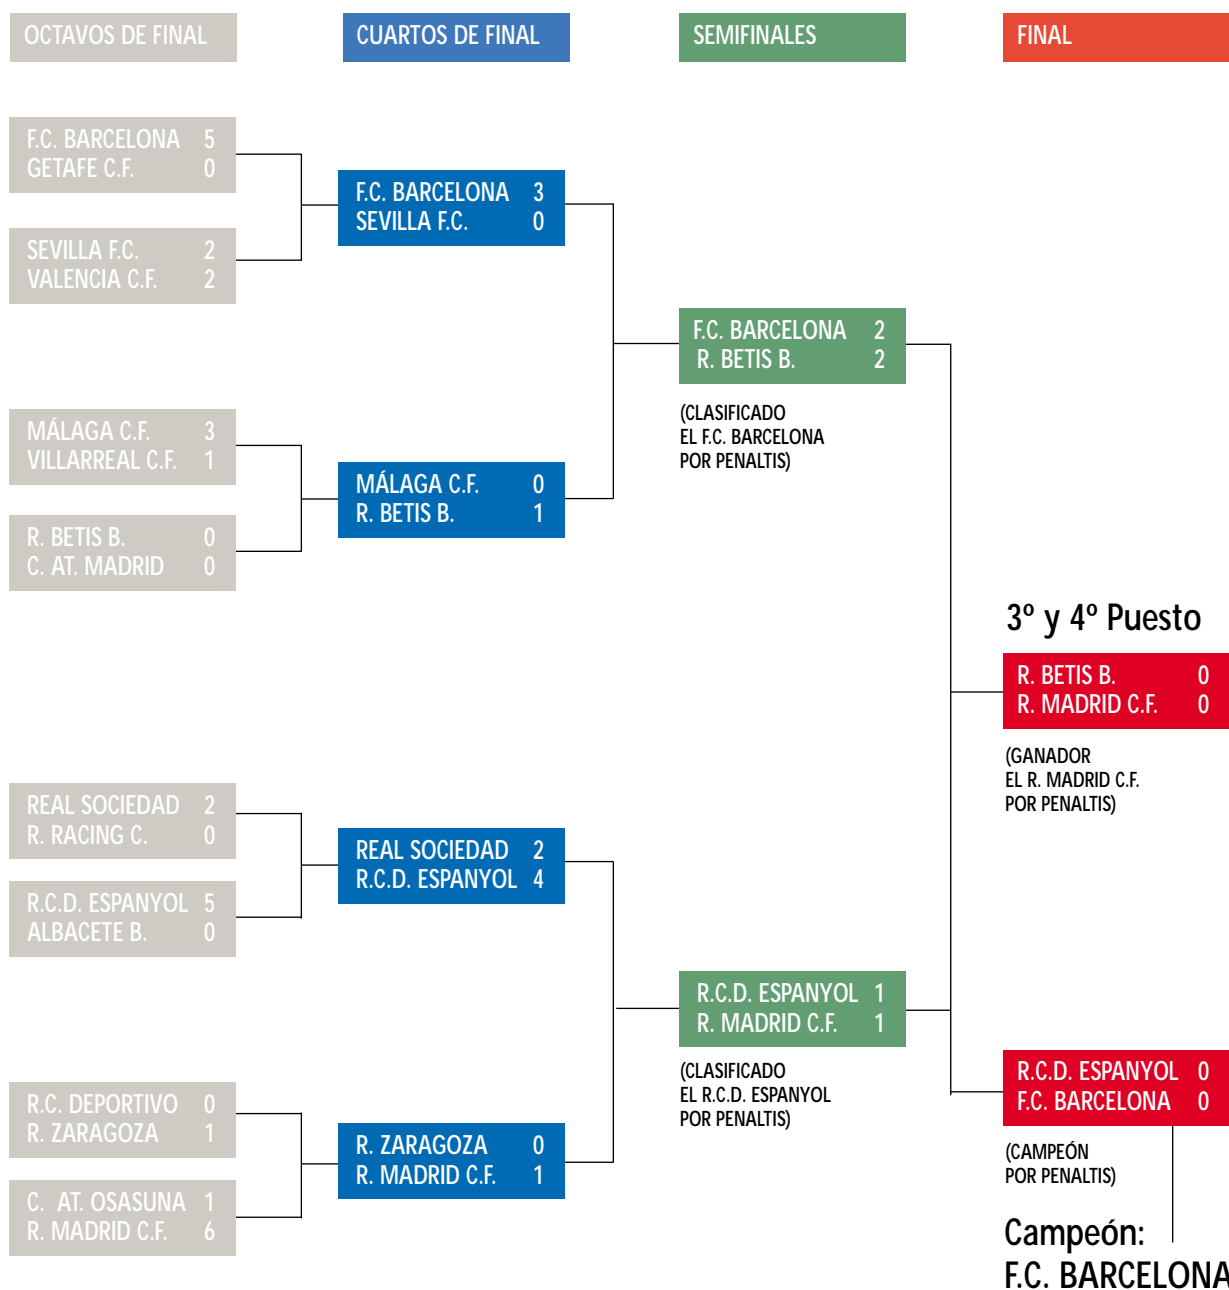 OCTAVOS DE FINAL
CUARTOS DE FINAL
SEMIFINALES
FINAL
F.C. BARCELONA 5
GETAFE C.F. 0
SEVILLA F.C. 2
VALENCIA C.F. 2
MÁLAGA C.F. 3
VILLARREAL C.F. 1
R. BETIS B. 0
C. AT. MADRID 0
REAL SOCIEDAD 2
R. RACING C. 0
R.C.D. ESPANYOL 5
ALBACETE B. 0
R.C. DEPORTIVO 0
R. ZARAGOZA 1
C. AT. OSASUNA 1
R. MADRID C.F. 6
F.C. BARCELONA 3
SEVILLA F.C. 0
MÁLAGA C.F. 0
R. BETIS B. 1
REAL SOCIEDAD 2
R.C.D. ESPANYOL 4
R. ZARAGOZA 0
R. MADRID C.F. 1
F.C. BARCELONA 2
R. BETIS B. 2
(CLASIFICADO
EL F.C. BARCELONA
POR PENALTIS)
R.C.D. ESPANYOL 1
R. MADRID C.F. 1
(CLASIFICADO
EL R.C.D. ESPANYOL
POR PENALTIS)
3º y 4º Puesto
R. BETIS B. 0
R. MADRID C.F. 0
(GANADOR
EL R. MADRID C.F.
POR PENALTIS)
R.C.D. ESPANYOL 0
F.C. BARCELONA 0
(CAMPEÓN
POR PENALTIS)
Campeón:
F.C. BARCELONA